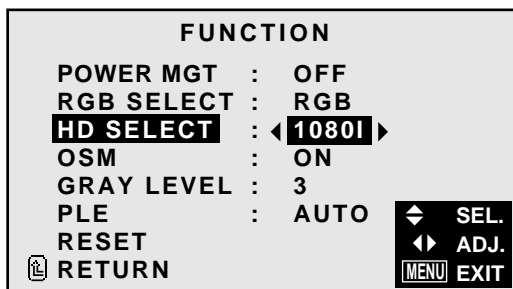 FUNCTION
POWER MGT : OFF
RGB SELECT : RGB
HD SELECT : 1080I
OSM : ON
GRAY LEVEL : 3
PLE : AUTO
RESET
RETURN
SEL.
ADJ.
MENU EXIT